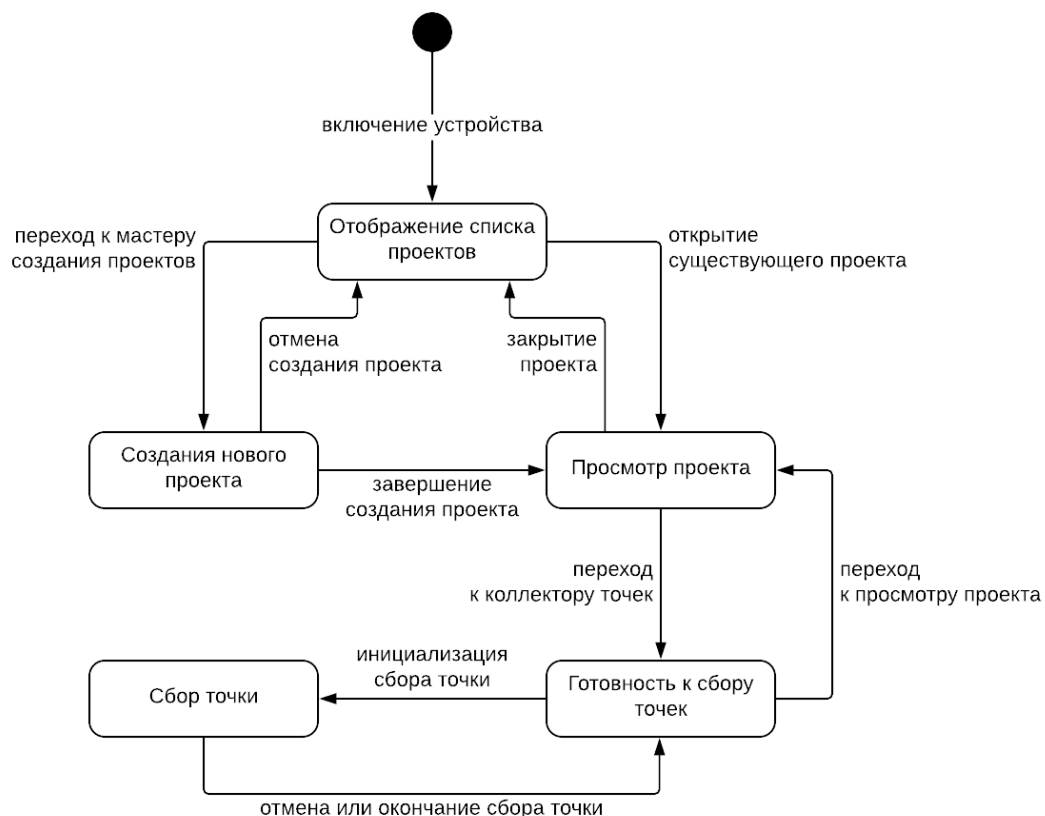 включение устройства
Отображение списка
проектов
переход к мастеру
создания проектов
открытие
существующего проекта
отмена
создания проекта
закрытие
проекта
Создания нового
проекта
завершение
создания проекта
Просмотр проекта
переход
к коллектору точек
переход
к просмотру проекта
Сбор точки
инициализация
сбора точки
Готовность к сбору
точек
отмена или окончание сбора точки